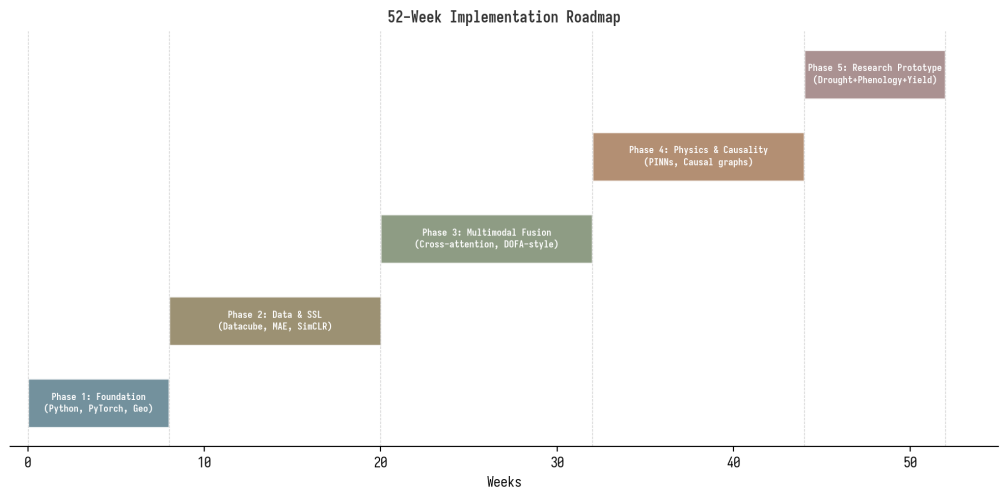 52-Week Implementation Roadmap
Phase 5: Research Prototype
(Drought+Phenology+Yield)
Phase 4: Physics & Causality
(PINNs, Causal graphs)
Phase 3: Multimodal Fusion
(Cross-attention, DOFA-style)
Phase 2: Data & SSL
(Datacube, MAE, SimCLR)
Phase 1: Foundation
(Python, PyTorch, Geo)
0 10 20 30 40 50
Weeks